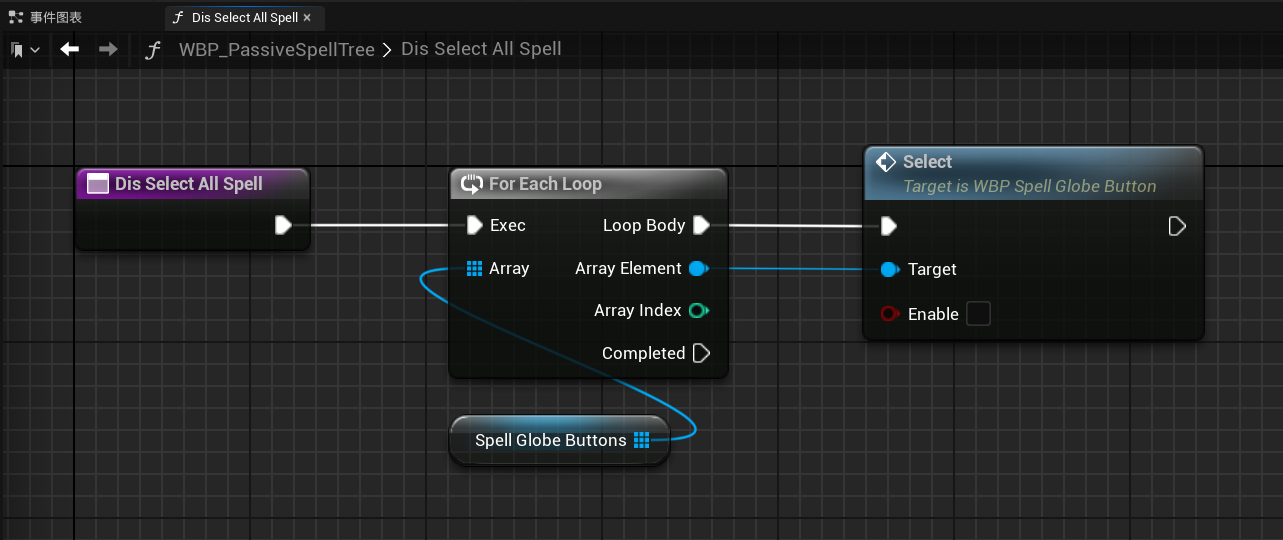 事件图表
Dis Select All Spell
WBP_PassiveSpellTree
Dis Select All Spell
Dis Select All Spell
For Each Loop
Exec
Loop Body
Array
Array Element
Array Index
Completed
Spell Globe Buttons
Select
Target is WBP Spell Globe Button
Target
Enable